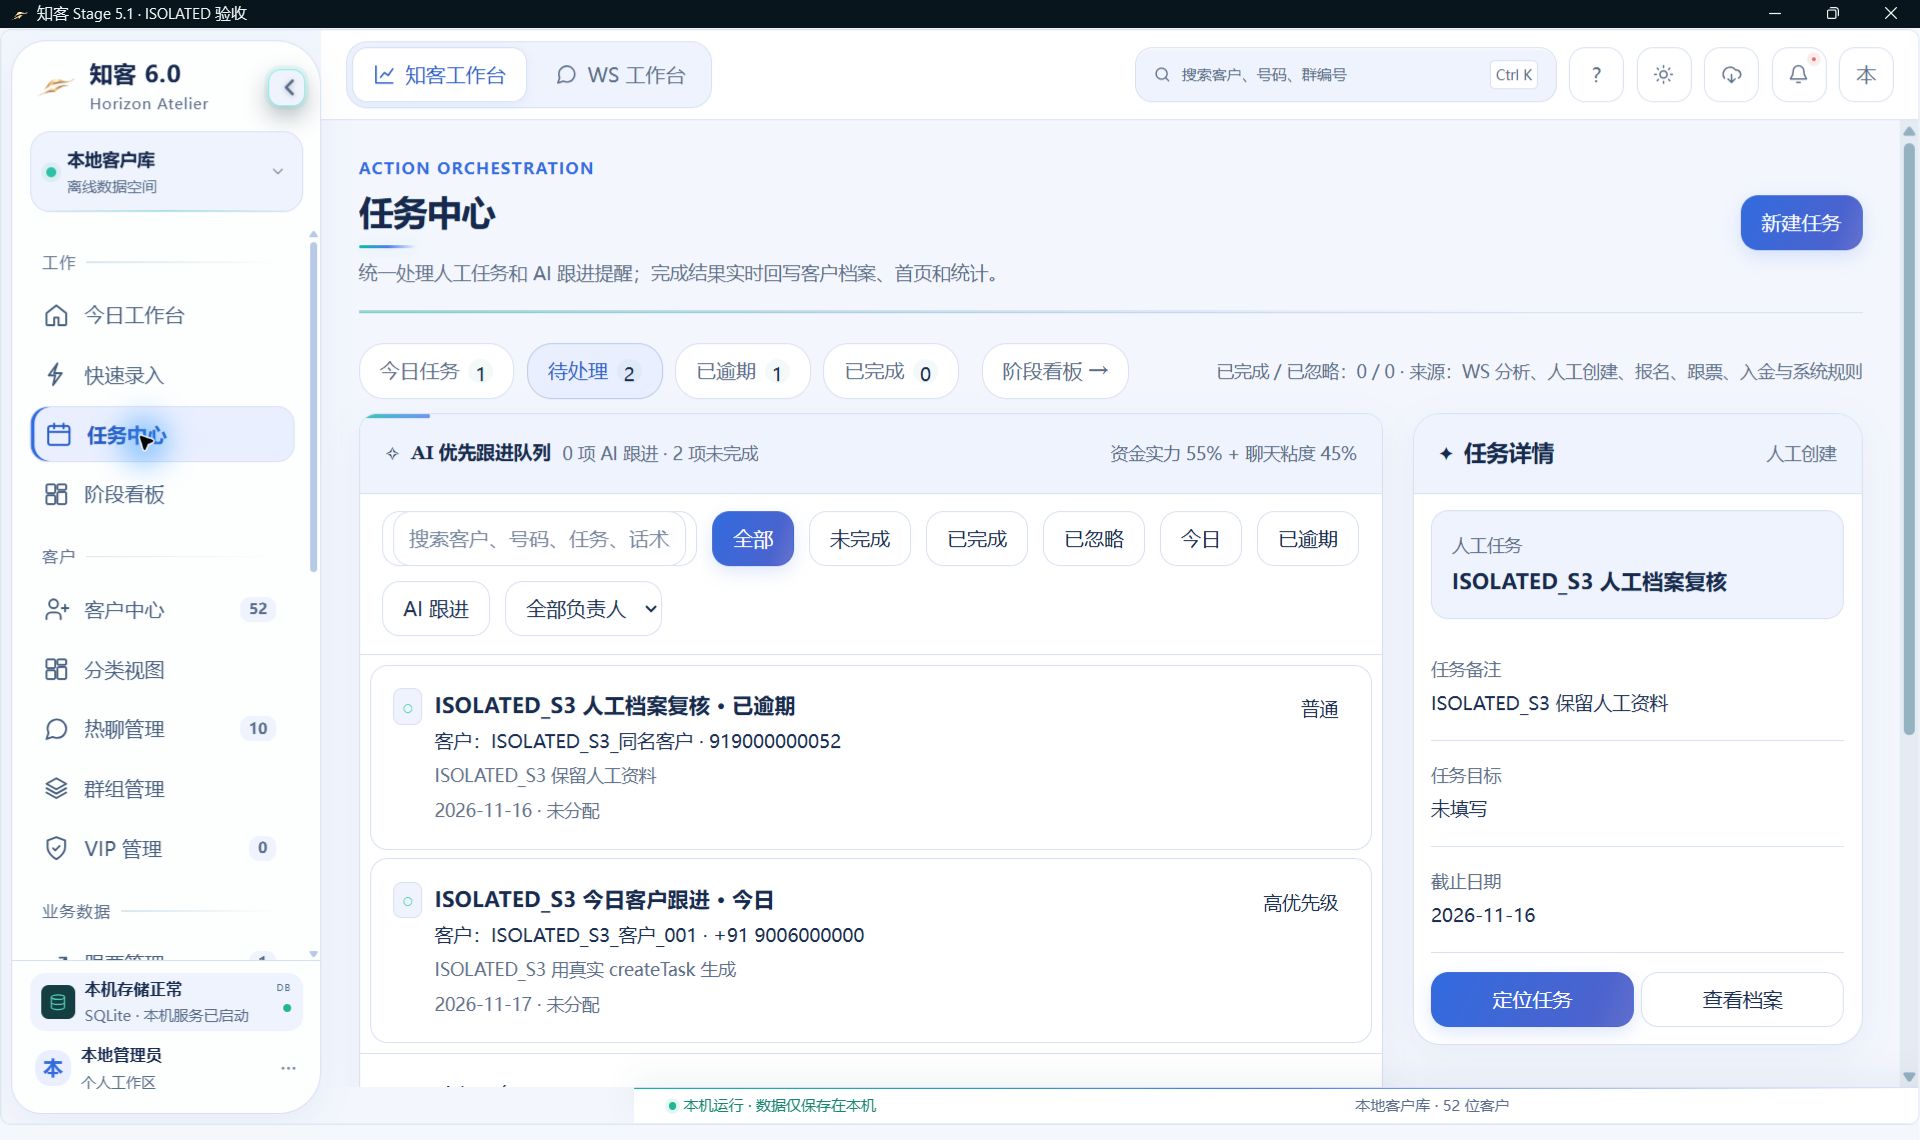 知客 Stage 5.1 · ISOLATED 验收
知客 6.0
Horizon Atelier
本地客户库
离线数据空间
工作
今日工作台
快速录入
任务中心
阶段看板
客户
客户中心 52
分类视图
热聊管理 10
群组管理
VIP 管理 0
业务数据
本机存储正常 DB
SQLite · 本机服务已启动
本 本地管理员
个人工作区
知客工作台 WS 工作台
搜索客户、号码、群编号 Ctrl K ? 本
ACTION ORCHESTRATION
任务中心
统一处理人工任务和 AI 跟进提醒；完成结果实时回写客户档案、首页和统计。
新建任务
今日任务 1 待处理 2 已逾期 1 已完成 0 阶段看板 →
已完成 / 已忽略：0 / 0 · 来源：WS 分析、人工创建、报名、跟票、入金与系统规则
AI 优先跟进队列 0 项 AI 跟进 · 2 项未完成 资金实力 55% + 聊天粘度 45%
搜索客户、号码、任务、话术 全部 未完成 已完成 已忽略 今日 已逾期
AI 跟进 全部负责人
ISOLATED_S3 人工档案复核 • 已逾期 普通
客户：ISOLATED_S3_同名客户 · 919000000052
ISOLATED_S3 保留人工资料
2026-11-16 · 未分配
ISOLATED_S3 今日客户跟进 • 今日 高优先级
客户：ISOLATED_S3_客户_001 · +91 9006000000
ISOLATED_S3 用真实 createTask 生成
2026-11-17 · 未分配
任务详情 人工创建
人工任务
ISOLATED_S3 人工档案复核
任务备注
ISOLATED_S3 保留人工资料
任务目标
未填写
截止日期
2026-11-16
定位任务 查看档案
本机运行 · 数据仅保存在本机 本地客户库 · 52 位客户